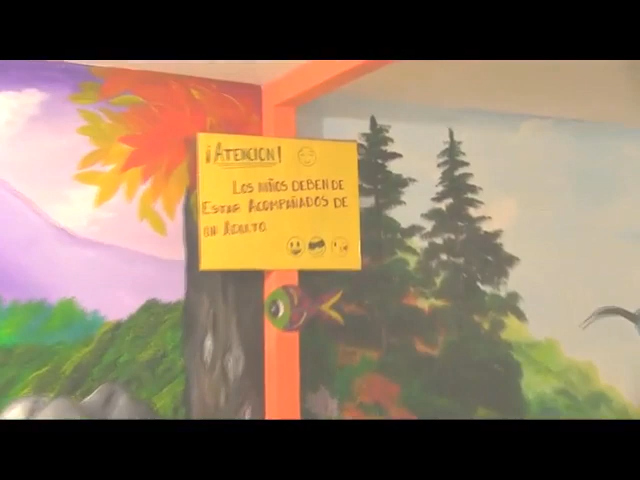 ¡ATENCION!
LOS NIÑOS DEBEN DE
ESTAR ACOMPAÑADOS DE
UN ADULTO